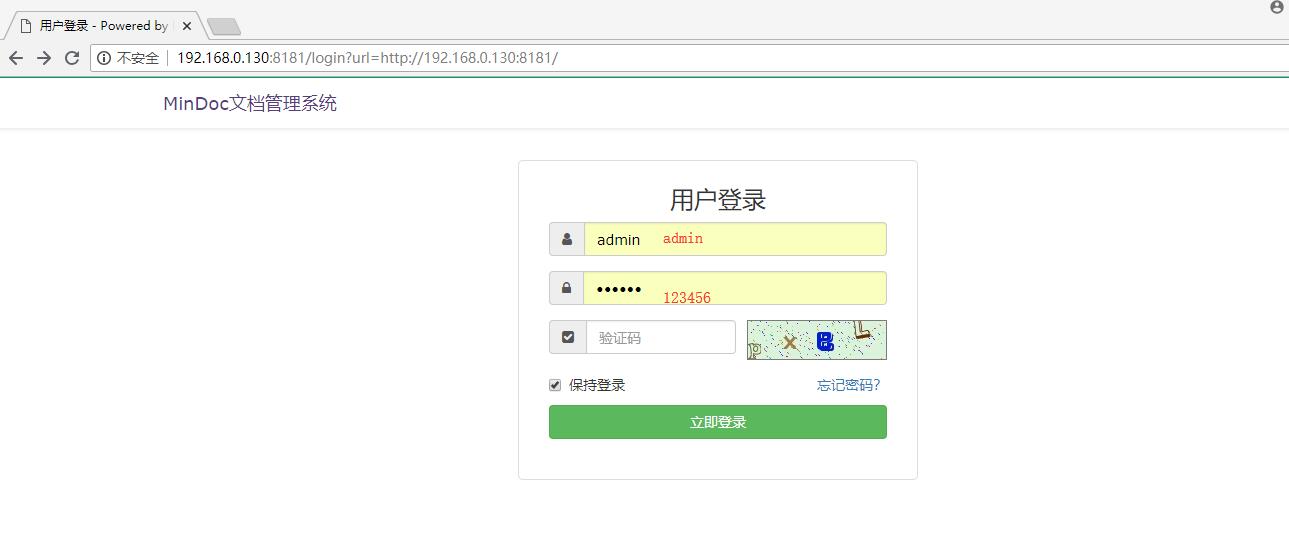 用户登录 - Powered by
不安全 | 192.168.0.130:8181/login?url=http://192.168.0.130:8181/
MinDoc文档管理系统
用户登录
admin admin
•••••• 123456
验证码
保持登录 忘记密码?
立即登录